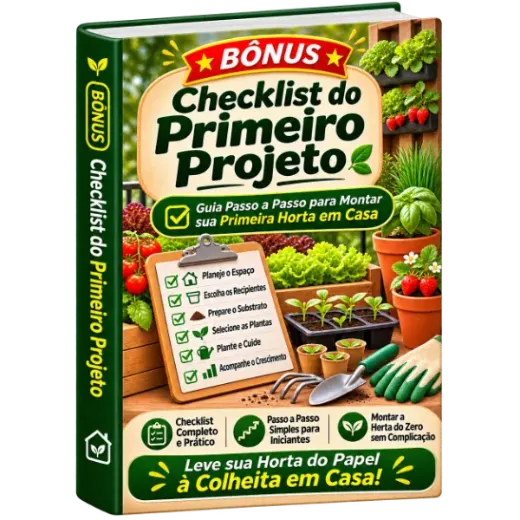 BÔNUS
Checklist do
Primeiro
Projeto
Guia Passo a Passo para Montar
sua Primeira Horta em Casa
Planeje o Espaço
Escolha os Recipientes
Prepare o Substrato
Selecione as Plantas
Plante e Cuide
Acompanhe o Crescimento
Checklist
Completo
e Prático
Passo a Passo
Simples para
Iniciantes
Montar a
Horta do Zero
sem Complicação
Leve sua Horta do Papel
à Colheita em Casa!
BÔNUS Checklist do Primeiro Projeto